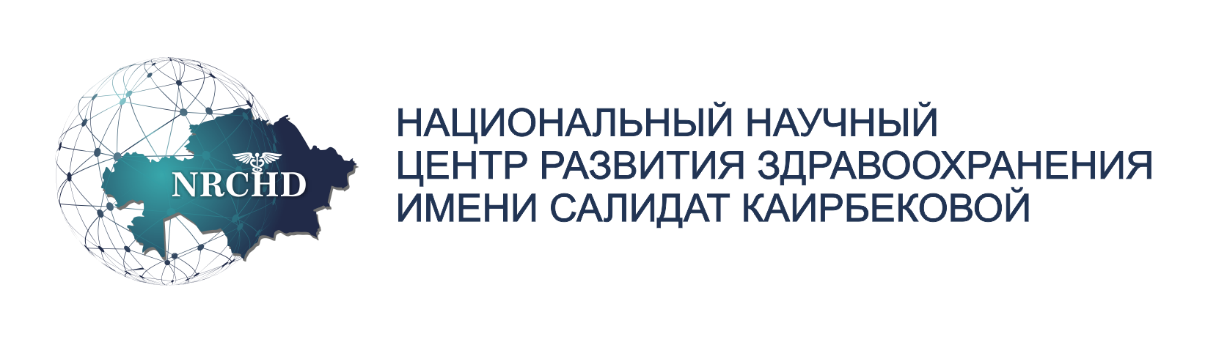 NRCHD
НАЦИОНАЛЬНЫЙ НАУЧНЫЙ
ЦЕНТР РАЗВИТИЯ ЗДРАВООХРАНЕНИЯ
ИМЕНИ САЛИДАТ КАИРБЕКОВОЙ